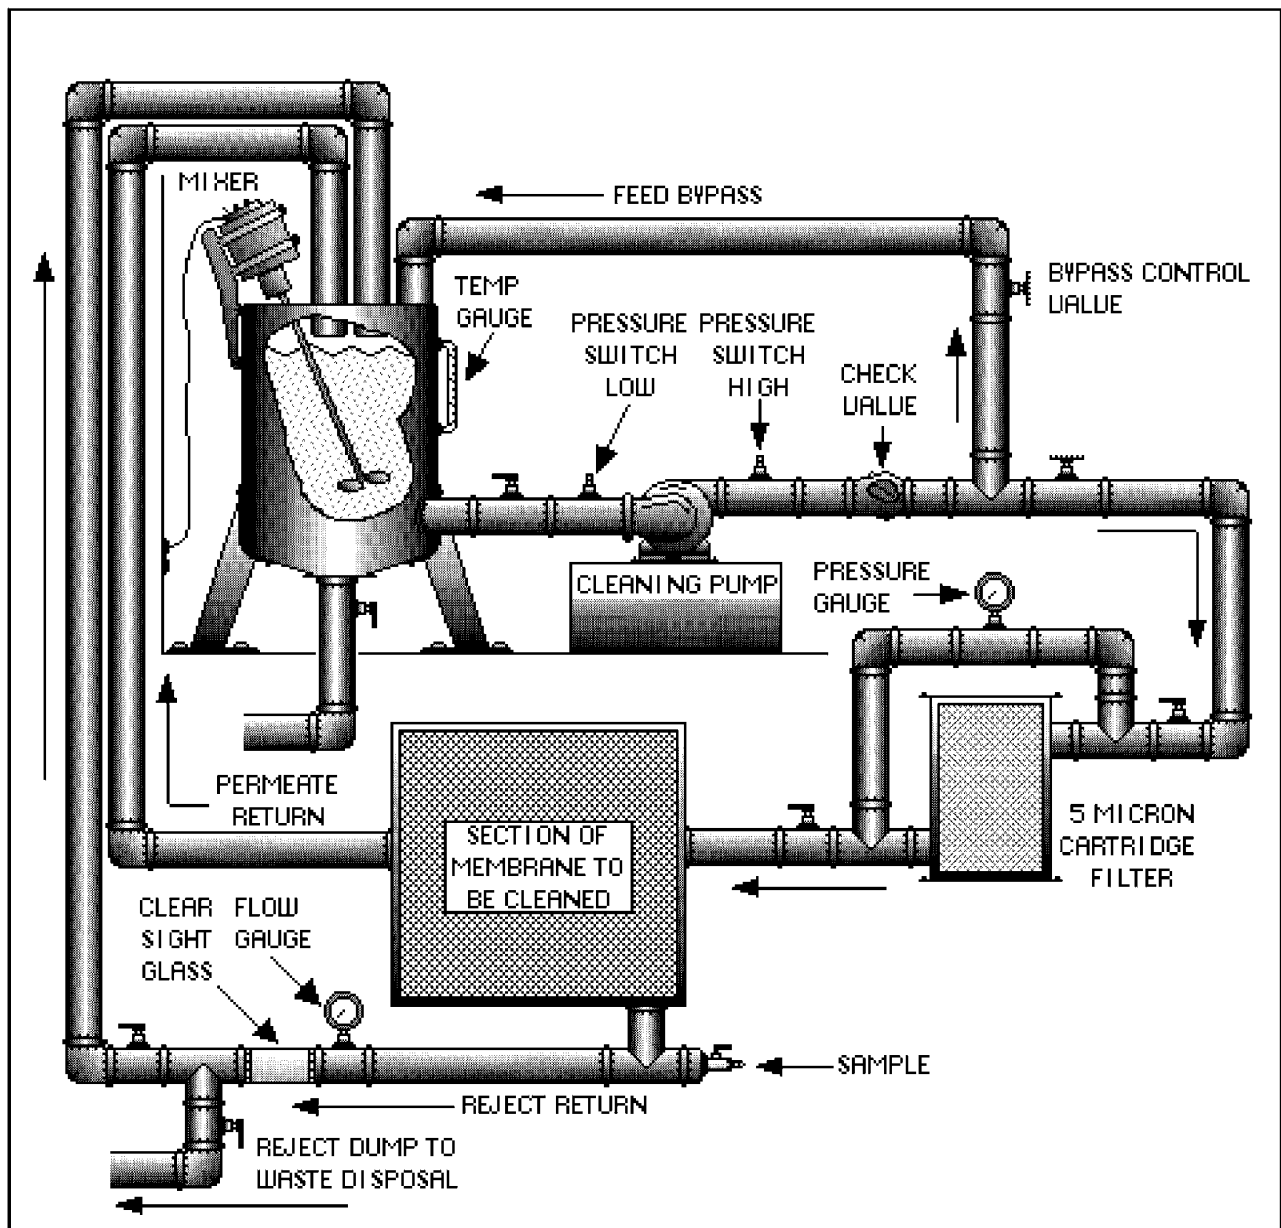 MIXER
FEED BYPASS
BYPASS CONTROL
VALUE
TEMP
GAUGE
PRESSURE
SWITCH
LOW
PRESSURE
SWITCH
HIGH
CHECK
VALUE
CLEANING PUMP
PRESSURE
GAUGE
PERMEATE
RETURN
SECTION OF
MEMBRANE TO
BE CLEANED
5 MICRON
CARTRIDGE
FILTER
CLEAR
SIGHT
GLASS
FLOW
GAUGE
SAMPLE
REJECT RETURN
REJECT DUMP TO
WASTE DISPOSAL